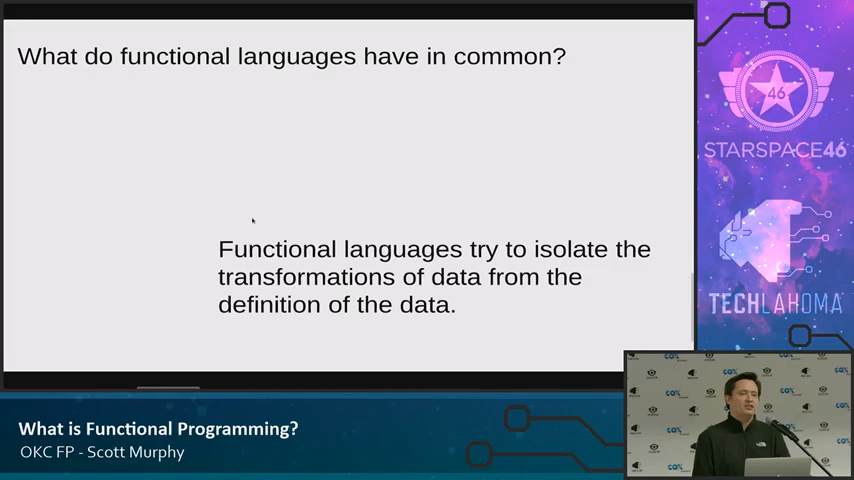 What do functional languages have in common?
Functional languages try to isolate the
transformations of data from the
definition of the data.
46
STARSPACE46
TECHLAHOMA
What is Functional Programming?
OKC FP - Scott Murphy
COX